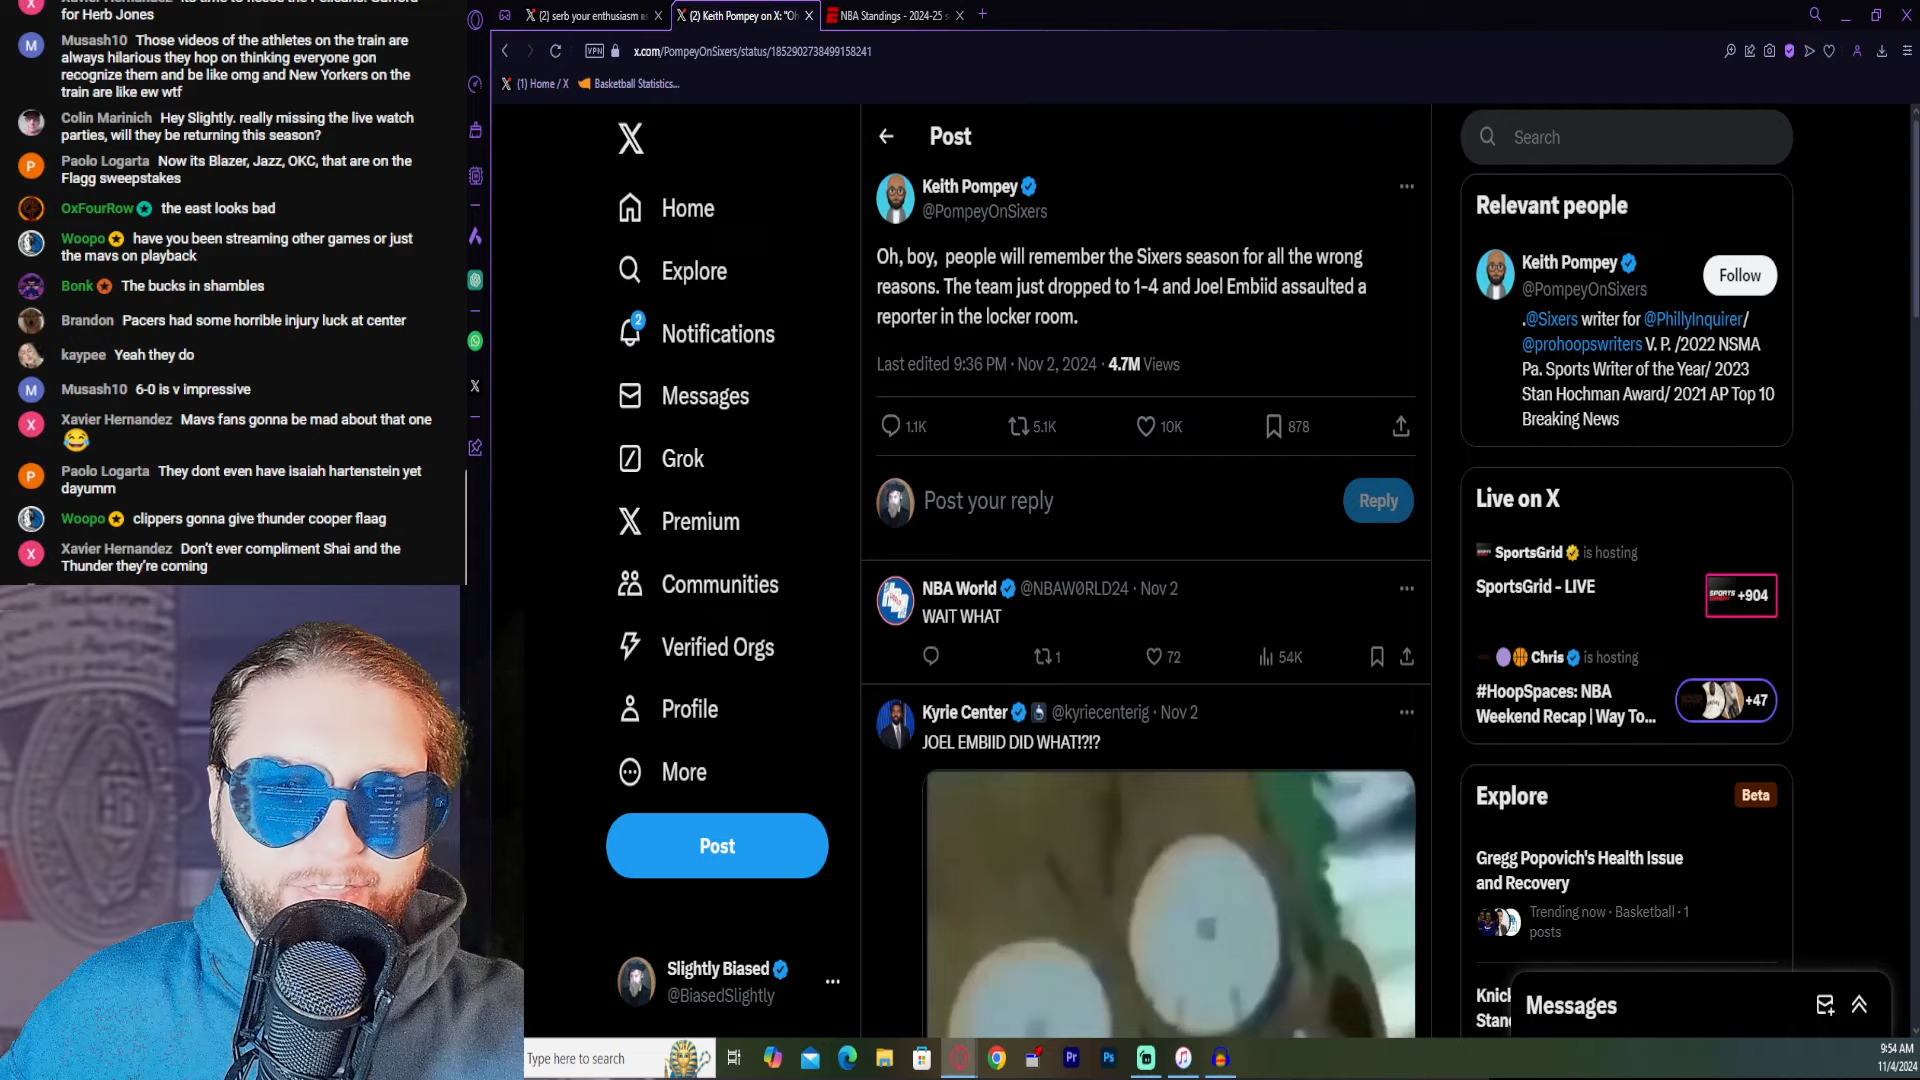 for Herb Jones
Musash10 Those videos of the athletes on the train are
always hilarious they hop on thinking everyone gon
recognize them and be like omg and New Yorkers on the
train are like ew wtf
Colin Marinich Hey Slightly. really missing the live watch
parties, will they be returning this season?
Paolo Logarta Now its Blazer, Jazz, OKC, that are on the
Flagg sweepstakes
OxFourRow the east looks bad
Woopo have you been streaming other games or just
the mavs on playback
Bonk The bucks in shambles
Brandon Pacers had some horrible injury luck at center
kaypee Yeah they do
Musash10 6-0 is v impressive
Xavier Hernandez Mavs fans gonna be mad about that one
😂
Paolo Logarta They dont even have isaiah hartenstein yet
dayumm
Woopo clippers gonna give thunder cooper flaag
Xavier Hernandez Don't ever compliment Shai and the
Thunder they're coming
(2) serb your enthusiasm
(2) Keith Pompey on X: "Oh
NBA Standings - 2024-25
VPN
x.com/PompeyOnSixers/status/1852902738499158241
(1) Home / X
Basketball Statistics...
Home
Explore
2
Notifications
Messages
Grok
Premium
Communities
Verified Orgs
Profile
More
Post
Slightly Biased
@BiasedSlightly
Post
Keith Pompey
@PompeyOnSixers
Oh, boy, people will remember the Sixers season for all the wrong
reasons. The team just dropped to 1-4 and Joel Embiid assaulted a
reporter in the locker room.
Last edited 9:36 PM · Nov 2, 2024 · 4.7M Views
1.1K
5.1K
10K
878
Post your reply
Reply
NBA World @NBAW0RLD24 · Nov 2
WAIT WHAT
1
72
54K
Kyrie Center @kyriecenterig · Nov 2
JOEL EMBIID DID WHAT!?!?
Search
Relevant people
Keith Pompey
@PompeyOnSixers
Follow
.@Sixers writer for @PhillyInquirer/
@prohoopswriters V. P. /2022 NSMA
Pa. Sports Writer of the Year/ 2023
Stan Hochman Award/ 2021 AP Top 10
Breaking News
Live on X
SportsGrid is hosting
SportsGrid - LIVE
SPORTS
+904
Chris is hosting
#HoopSpaces: NBA
Weekend Recap | Way To...
+47
Explore
Beta
Gregg Popovich's Health Issue
and Recovery
Trending now · Basketball · 1
posts
Messages
Type here to search
Pr
Ps
9:54 AM
11/4/2024